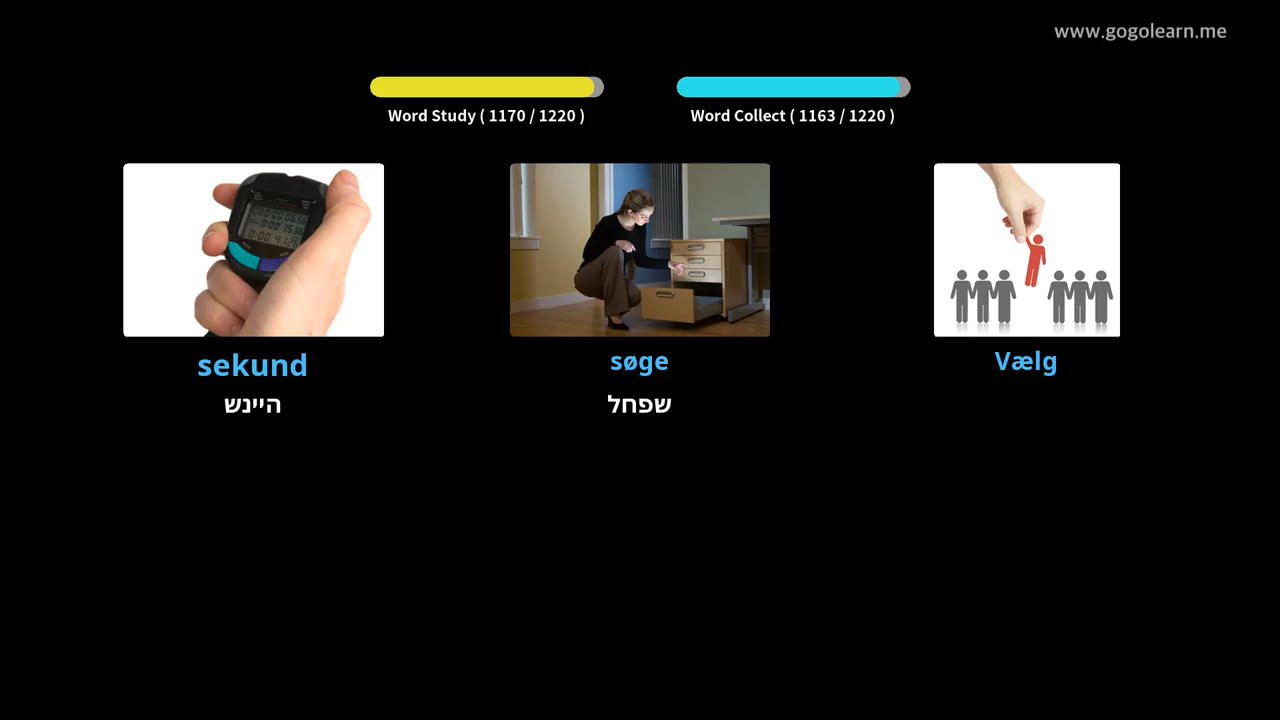 www.gogolearn.me
Word Study ( 1170 / 1220 )
Word Collect ( 1163 / 1220 )
sekund
היינש
søge
שפחל
Vælg